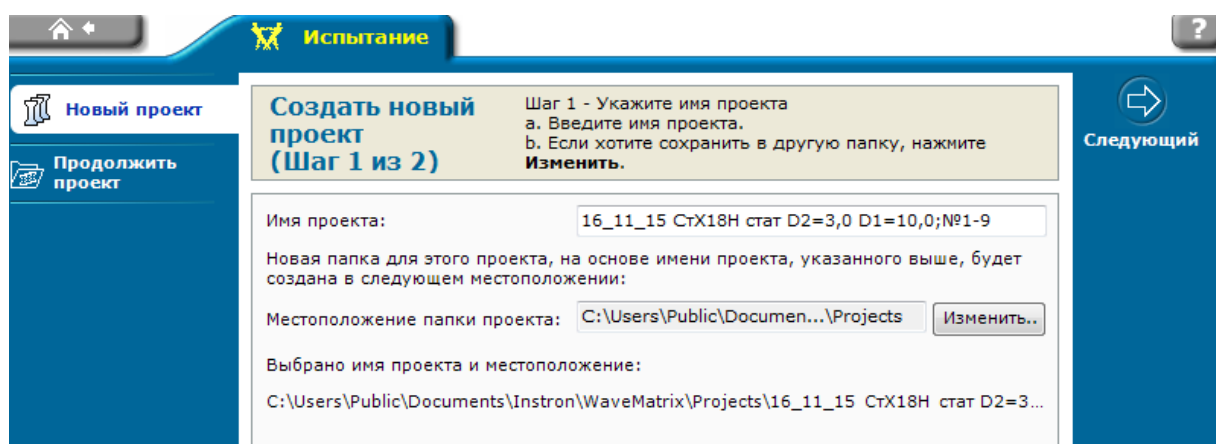 Испытание
?
Новый проект
Продолжить
проект
Создать новый
проект
(Шаг 1 из 2)
Шаг 1 - Укажите имя проекта
a. Введите имя проекта.
b. Если хотите сохранить в другую папку, нажмите
Изменить.
Следующий
Имя проекта:
16_11_15 СтХ18Н стат D2=3,0 D1=10,0;№1-9
Новая папка для этого проекта, на основе имени проекта, указанного выше, будет
создана в следующем местоположении:
Местоположение папки проекта:
C:\Users\Public\Documen...\Projects
Изменить..
Выбрано имя проекта и местоположение:
C:\Users\Public\Documents\Instron\WaveMatrix\Projects\16_11_15 СтХ18Н стат D2=3...